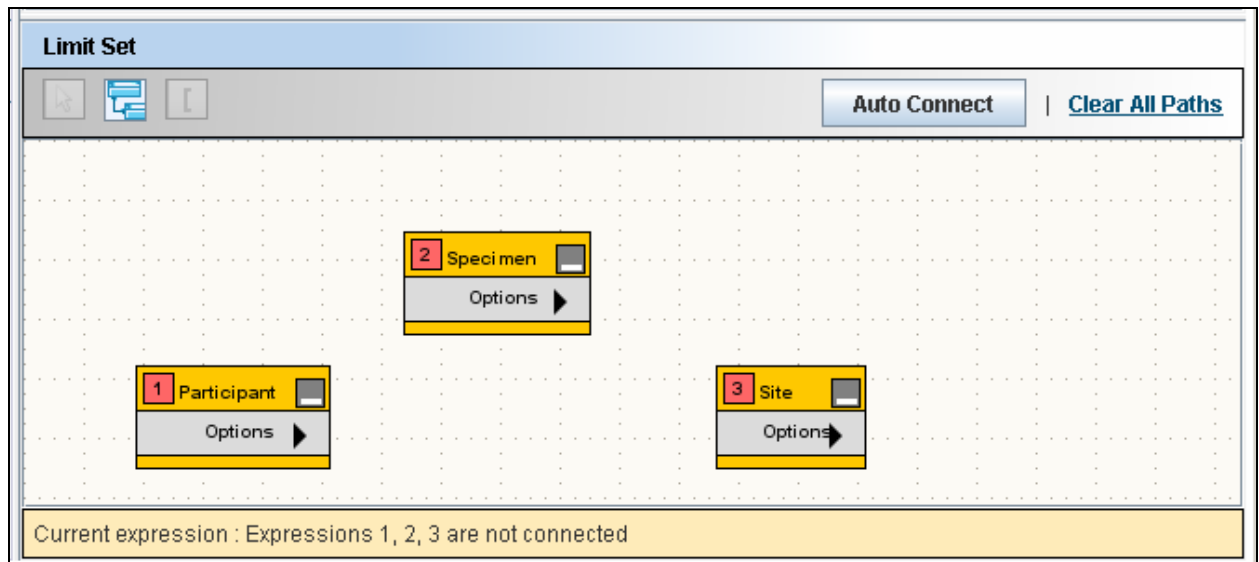 Limit Set
Auto Connect | Clear All Paths
2 Specimen
Options
1 Participant
Options
3 Site
Options
Current expression : Expressions 1, 2, 3 are not connected